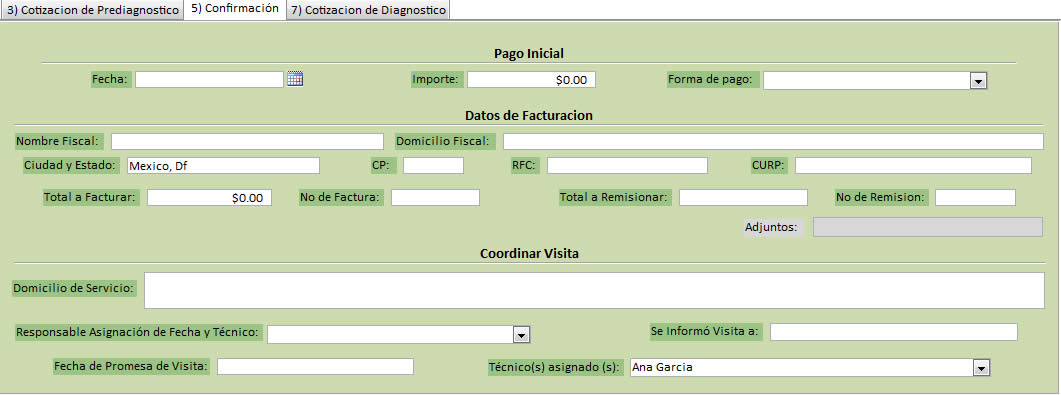 3) Cotizacion de Prediagnostico 5) Confirmación 7) Cotizacion de Diagnostico
Pago Inicial
Fecha: Importe: $0.00 Forma de pago:
Datos de Facturacion
Nombre Fiscal: Domicilio Fiscal:
Ciudad y Estado: Mexico, Df CP: RFC: CURP:
Total a Facturar: $0.00 No de Factura: Total a Remisionar: No de Remision:
Adjuntos:
Coordinar Visita
Domicilio de Servicio:
Responsable Asignación de Fecha y Técnico: Se Informó Visita a:
Fecha de Promesa de Visita: Técnico(s) asignado (s): Ana Garcia